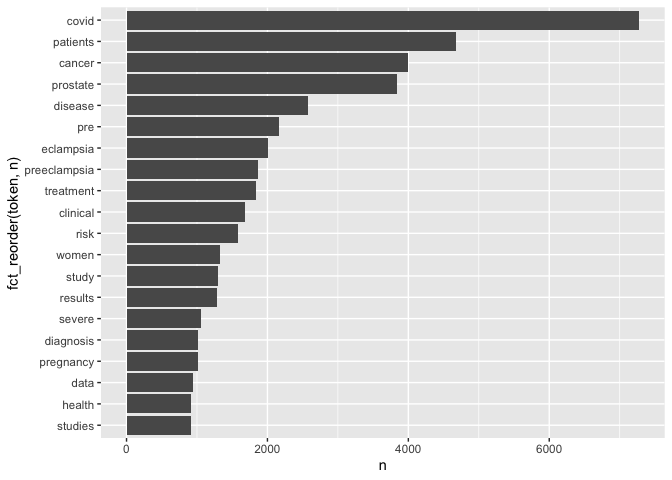 covid
patients
cancer
prostate
disease
pre
eclampsia
preeclampsia
treatment
clinical
risk
women
study
results
severe
diagnosis
pregnancy
data
health
studies
fct_reorder(token, n)
0 2000 4000 6000
n